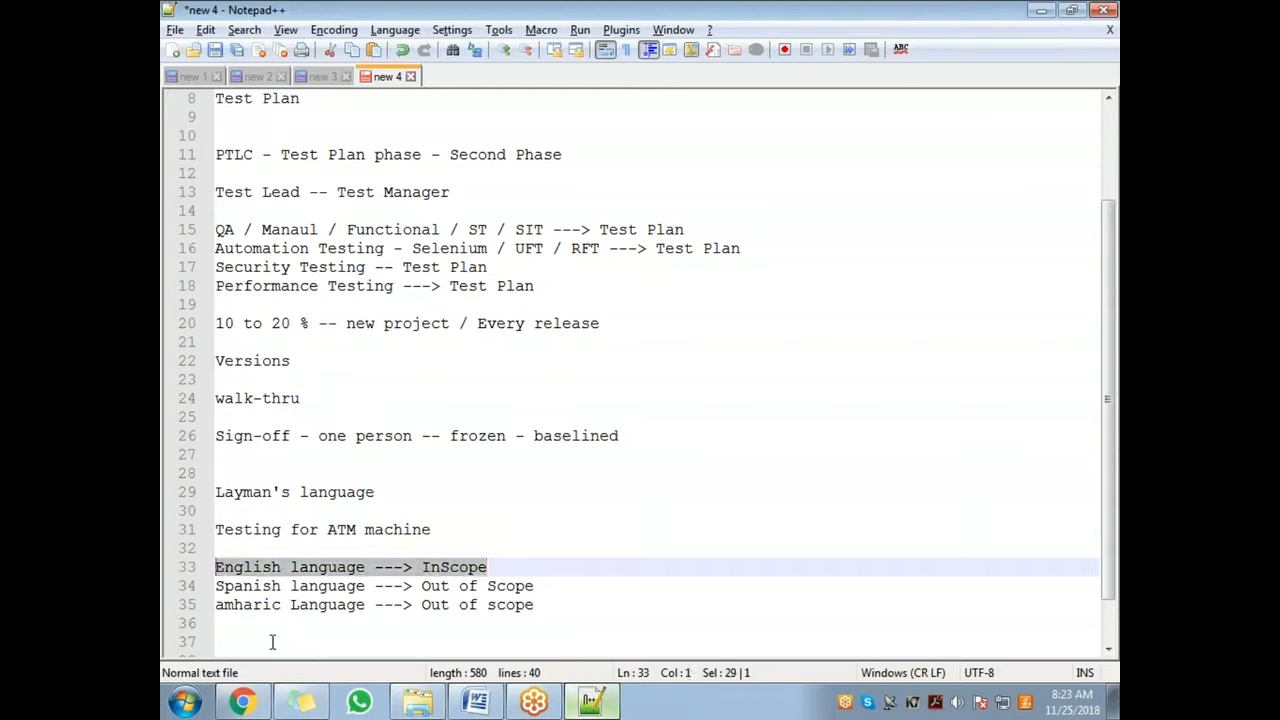 *new 4 - Notepad++
File Edit Search View Encoding Language Settings Tools Macro Run Plugins Window ? X
new 1 new 2 new 3 new 4
8 Test Plan
9
10
11 PTLC - Test Plan phase - Second Phase
12
13 Test Lead -- Test Manager
14
15 QA / Manaul / Functional / ST / SIT ---> Test Plan
16 Automation Testing - Selenium / UFT / RFT ---> Test Plan
17 Security Testing -- Test Plan
18 Performance Testing ---> Test Plan
19
20 10 to 20 % -- new project / Every release
21
22 Versions
23
24 walk-thru
25
26 Sign-off - one person -- frozen - baselined
27
28
29 Layman's language
30
31 Testing for ATM machine
32
33 English language ---> InScope
34 Spanish language ---> Out of Scope
35 amharic Language ---> Out of scope
36
37
Normal text file length : 580 lines : 40 Ln : 33 Col : 1 Sel : 29 | 1 Windows (CR LF) UTF-8 INS
8:23 AM
11/25/2018